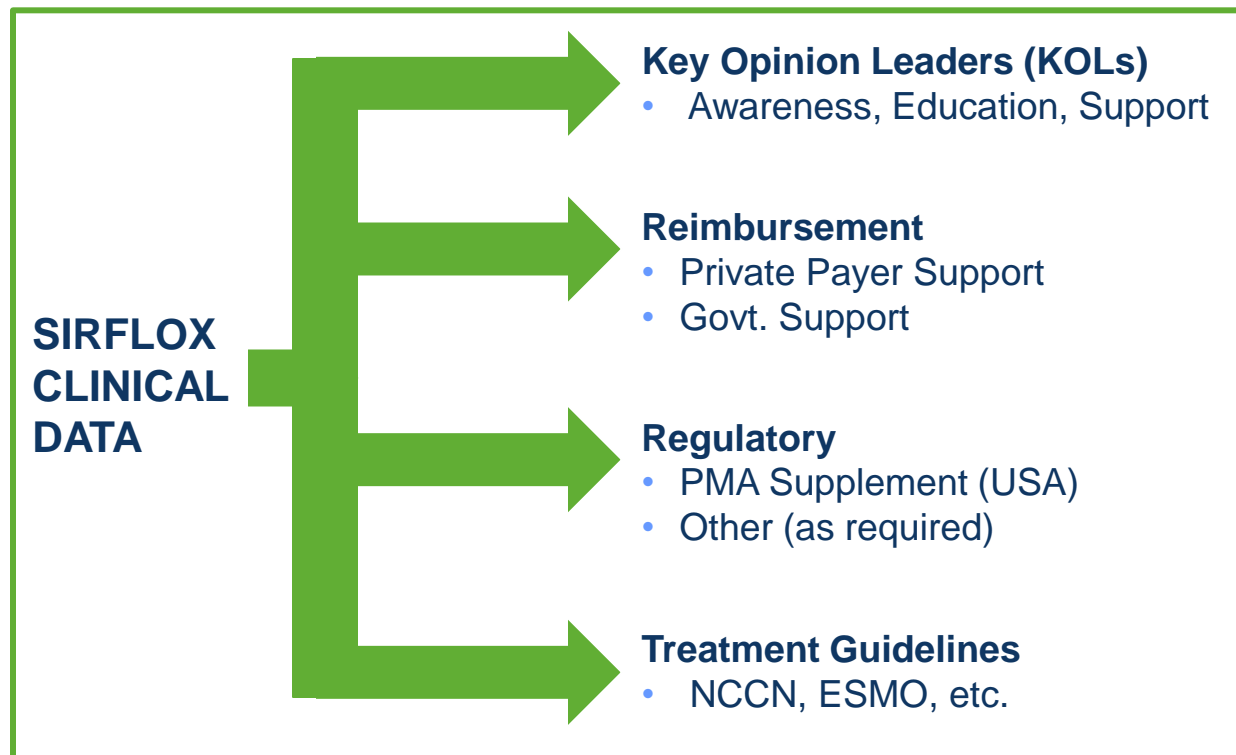 SIRFLOX
CLINICAL
DATA
Key Opinion Leaders (KOLs)
• Awareness, Education, Support
Reimbursement
• Private Payer Support
• Govt. Support
Regulatory
• PMA Supplement (USA)
• Other (as required)
Treatment Guidelines
• NCCN, ESMO, etc.